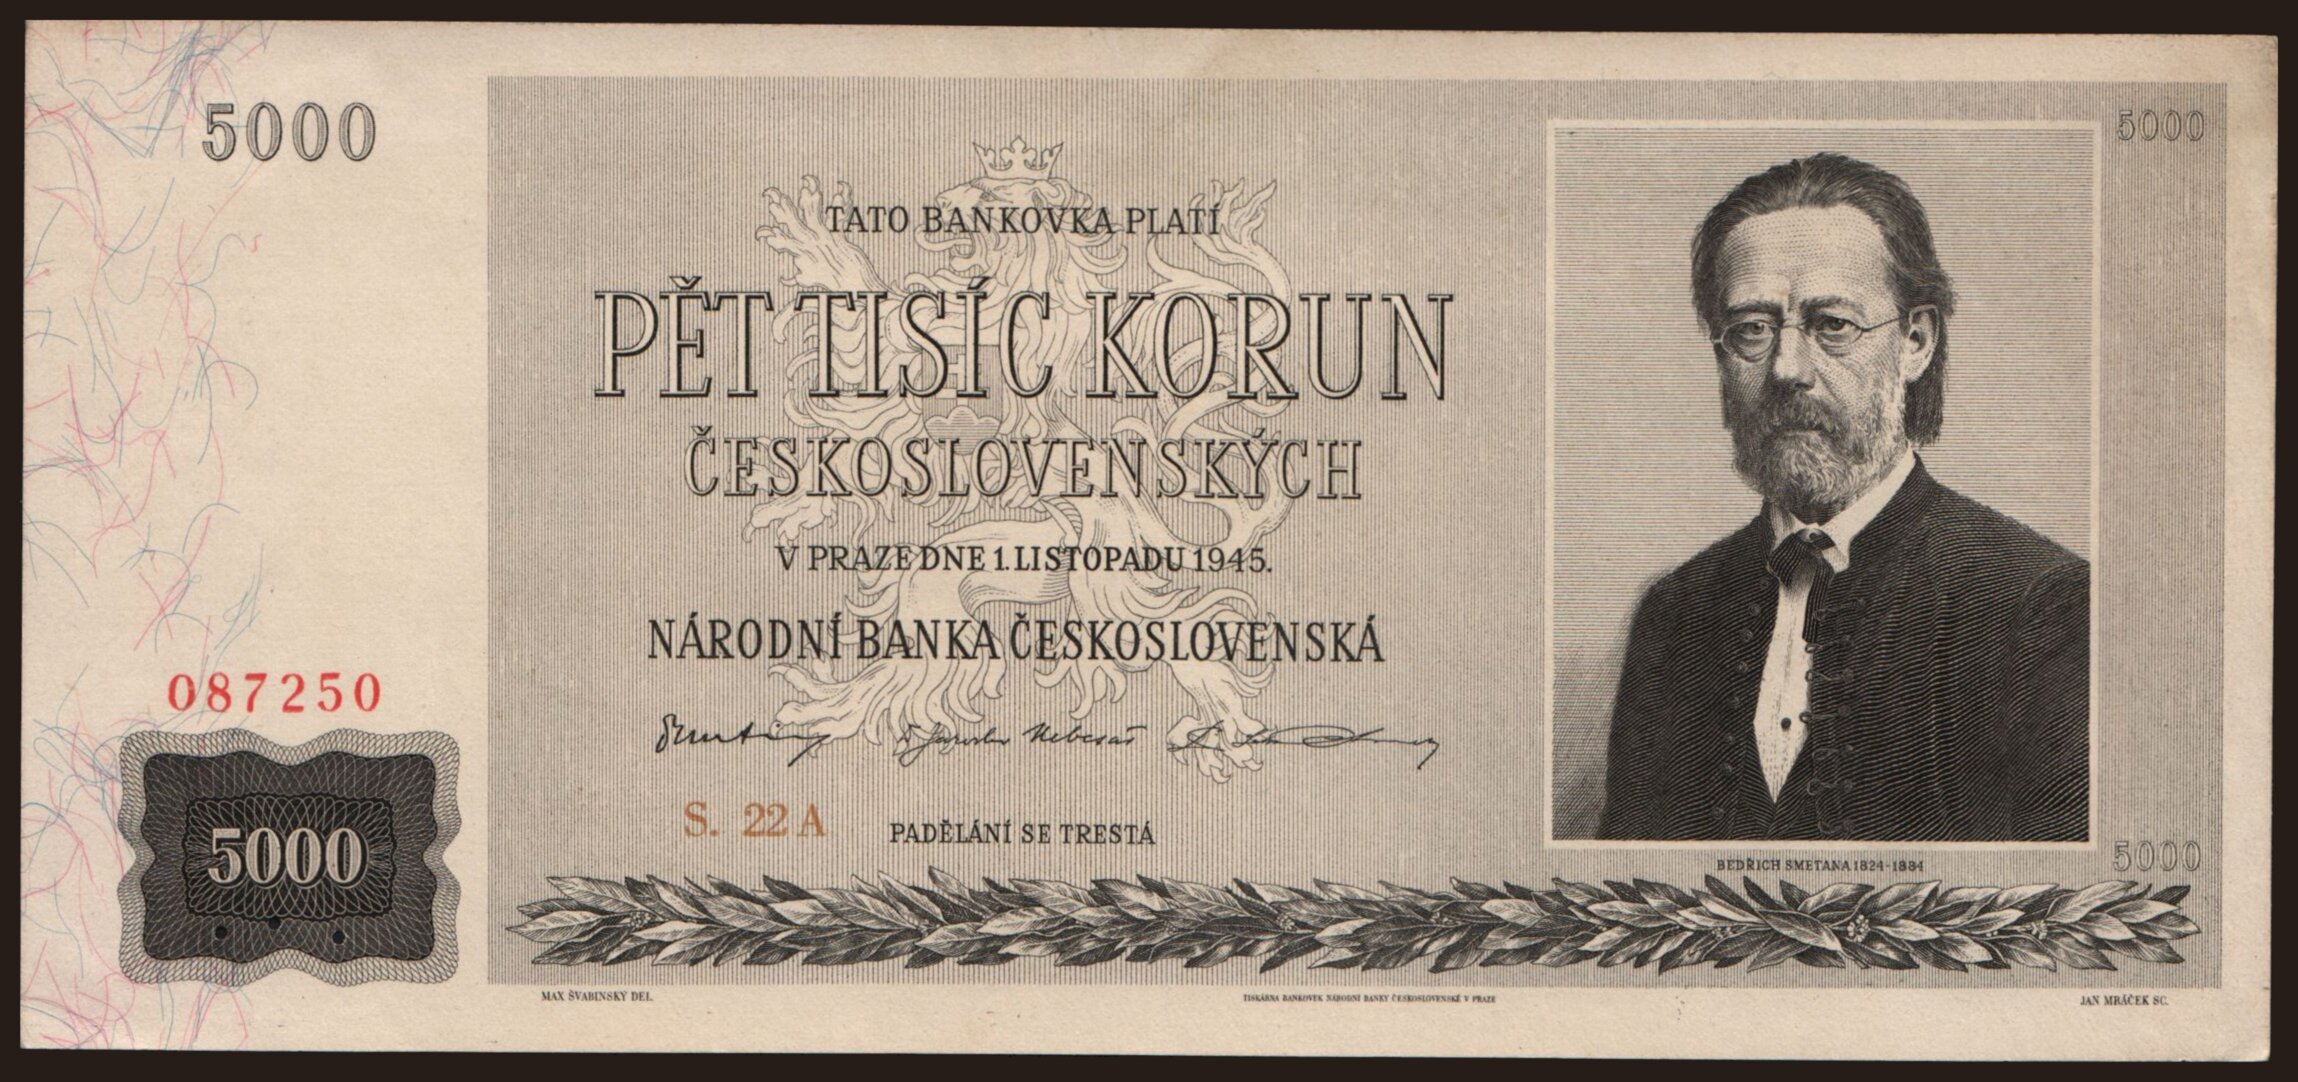 5000
5000
TATO BANKOVKA PLATÍ
PĚT TISÍC KORUN
ČESKOSLOVENSKÝCH
V PRAZE DNE 1. LISTOPADU 1945.
NÁRODNÍ BANKA ČESKOSLOVENSKÁ
087250
Jaroslav Nebesář
S. 22 A
PADĚLÁNÍ SE TRESTÁ
5000
BEDŘICH SMETANA 1824-1884
5000
MAX ŠVABINSKÝ DEL.
TISKÁRNA BANKOVEK NÁRODNÍ BANKY ČESKOSLOVENSKÉ V PRAZE
JAN MRÁČEK SC.